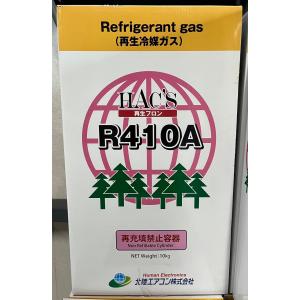 Refrigerant gas
(再生冷媒ガス)
HAC'S
再生フロン
R410A
再充填禁止容器
Non Refillable Cylinder
NET Weight : 10kg
Human Electronics
北陸エアコン株式会社